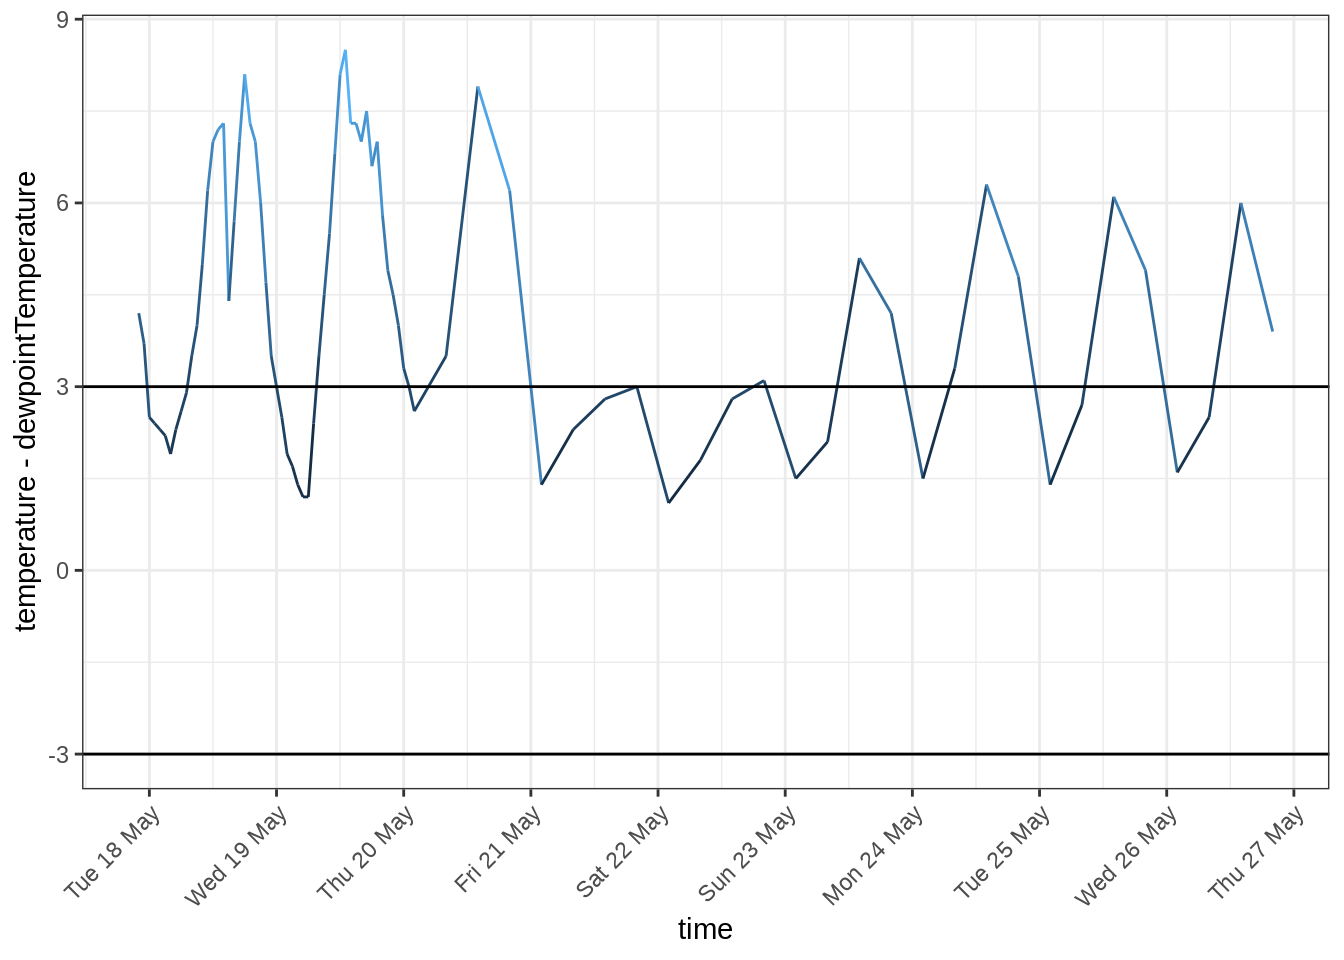 9
6
3
0
-3
temperature - dewpointTemperature
Tue 18 May
Wed 19 May
Thu 20 May
Fri 21 May
Sat 22 May
Sun 23 May
Mon 24 May
Tue 25 May
Wed 26 May
Thu 27 May
time